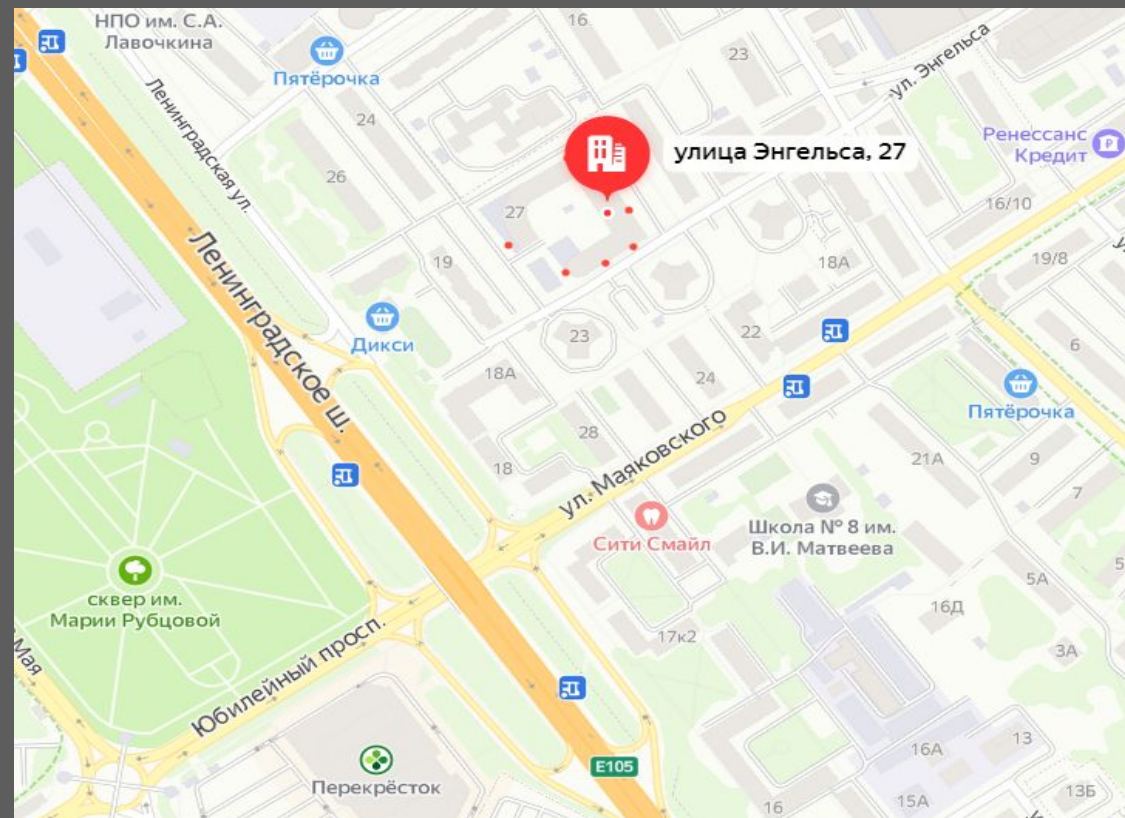 НПО им. С.А.
Лавочкина
16
Пятёрочка
23
ул. Энгельса
24
Ленинградская ул.
улица Энгельса, 27
Ренессанс
Кредит
26
27
16/10
19
18А
19/8
Ленинградское ш.
Дикси
23
22
6
18А
24
Пятёрочка
28
ул. Маяковского
18
21А
9
7
Сити Смайл
Школа № 8 им.
В.И. Матвеева
5А
5
сквер им.
Марии Рубцовой
16Д
17к2
3А
Мая
Юбилейный просп.
16А
13
E105
Перекрёсток
16
15А
13Б